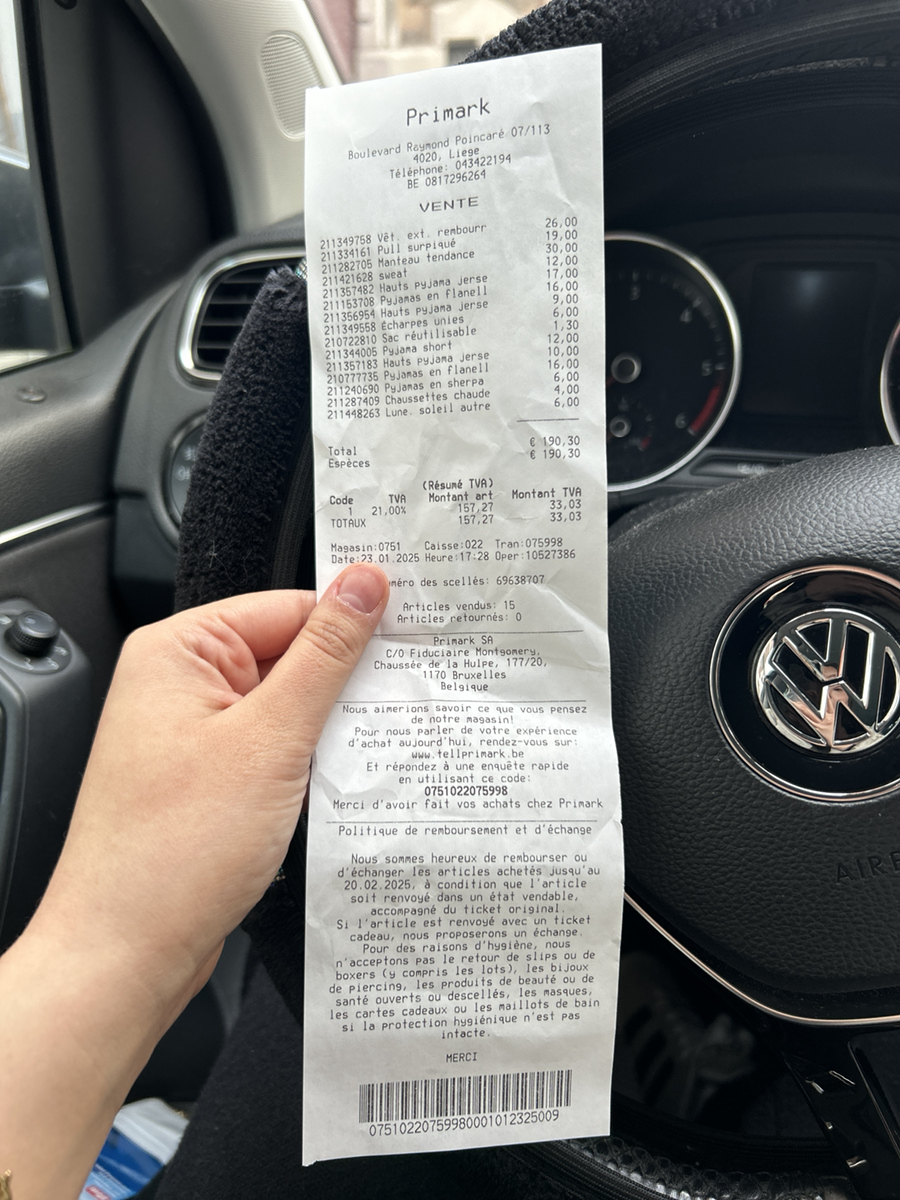 Primark
Boulevard Raymond Poincaré 07/113
4020, Liege
Téléphone: 043422194
BE 0817296264
VENTE
211349758 Vêt. ext. rembourr 26,00
211334161 Pull surpiqué 19,00
211282705 Manteau tendance 30,00
211421628 sweat 12,00
211357482 Hauts pyjama jerse 17,00
211153708 Pyjamas en flanell 16,00
211356954 Hauts pyjama jerse 9,00
211349558 Écharpes unies 6,00
210722810 Sac réutilisable 1,30
211344005 Pyjama short 12,00
211357183 Hauts pyjama jerse 10,00
210777735 Pyjamas en flanell 16,00
211240690 Pyjamas en sherpa 6,00
211287409 Chaussettes chaude 4,00
211448263 Lune. soleil autre 6,00
Total € 190,30
Espèces € 190,30
(Résumé TVA)
Code TVA Montant art Montant TVA
1 21,00% 157,27 33,03
TOTAUX 157,27 33,03
Magasin:0751 Caisse:022 Tran:075998
Date:23.01.2025 Heure:17:28 Oper:10527386
méro des scellés: 69638707
Articles vendus: 15
Articles retournés: 0
Primark SA
C/O Fiduciaire Montgomery,
Chaussée de la Hulpe, 177/20,
1170 Bruxelles
Belgique
Nous aimerions savoir ce que vous pensez
de notre magasin!
Pour nous parler de votre expérience
d'achat aujourd'hui, rendez-vous sur:
www.tellprimark.be
Et répondez à une enquête rapide
en utilisant ce code:
0751022075998
Merci d'avoir fait vos achats chez Primark
Politique de remboursement et d'échange
Nous sommes heureux de rembourser ou
d'échanger les articles achetés jusqu'au
20.02.2025, à condition que l'article
soit renvoyé dans un état vendable,
accompagné du ticket original.
Si l'article est renvoyé avec un ticket
cadeau, nous proposerons un échange.
Pour des raisons d'hygiène, nous
n'acceptons pas le retour de slips ou de
boxers (y compris les lots), les bijoux
de piercing, les produits de beauté ou de
santé ouverts ou descellés, les masques,
les cartes cadeaux ou les maillots de bain
si la protection hygiénique n'est pas
intacte.
MERCI
07510220759980001012325009